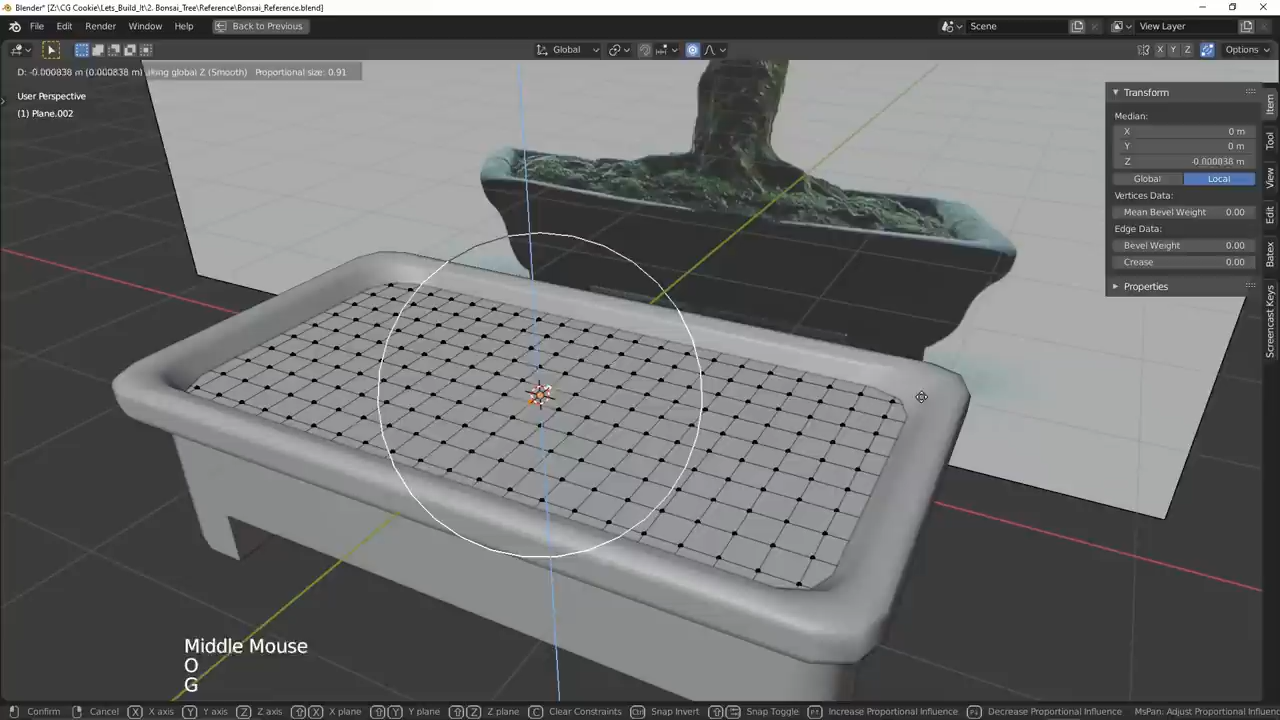 Blender* [Z:\CG Cookie\Lets_Build_It\2. Bonsai_Tree\Reference\Bonsai_Reference.blend]
File Edit Render Window Help Back to Previous Scene View Layer
Global X Y Z Options
D: -0.000838 m (0.000838 m) along global Z (Smooth) Proportional size: 0.91
User Perspective
(1) Plane.002
Transform
Median:
X 0 m
Y 0 m
Z -0.000838 m
Global Local
Vertices Data:
Mean Bevel Weight 0.00
Edge Data:
Bevel Weight 0.00
Crease 0.00
Properties
Item
Tool
View
Edit
Batex
Screencast Keys
Middle Mouse
O
G
Confirm Cancel X X axis Y Y axis Z Z axis X X plane Y Y plane Z Z plane C Clear Constraints Ctrl Snap Invert Snap Toggle Increase Proportional Influence Decrease Proportional Influence MsPan: Adjust Proportional Influence